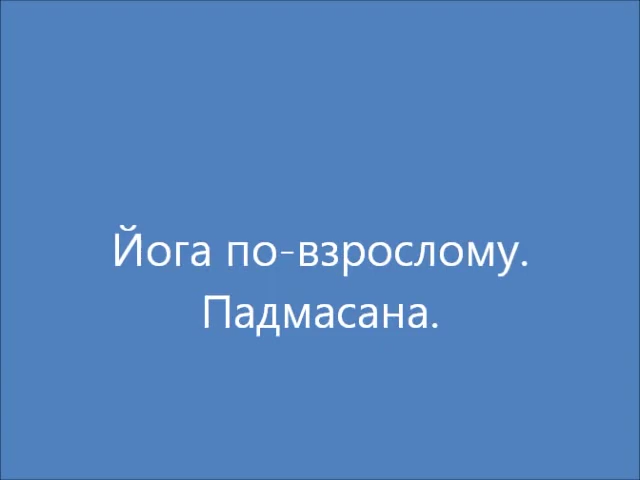 Йога по-взрослому.
Падмасана.